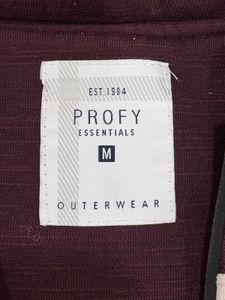 EST 1984
PROFY
ESSENTIALS
M
OUTERWEAR